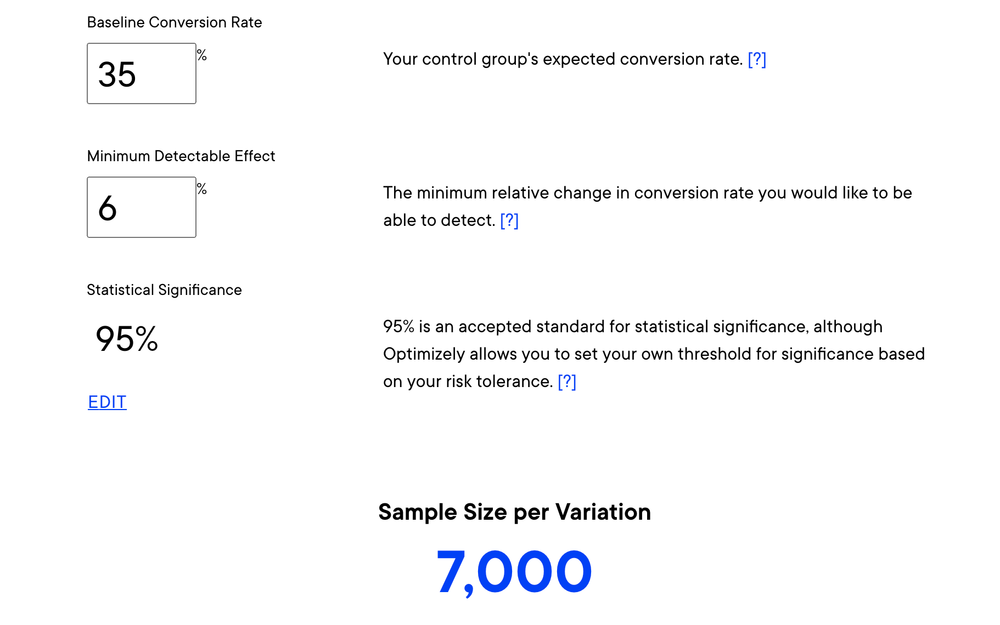 Baseline Conversion Rate
35 %
Your control group's expected conversion rate. [?]
Minimum Detectable Effect
6 %
The minimum relative change in conversion rate you would like to be
able to detect. [?]
Statistical Significance
95%
95% is an accepted standard for statistical significance, although
Optimizely allows you to set your own threshold for significance based
on your risk tolerance. [?]
EDIT
Sample Size per Variation
7,000